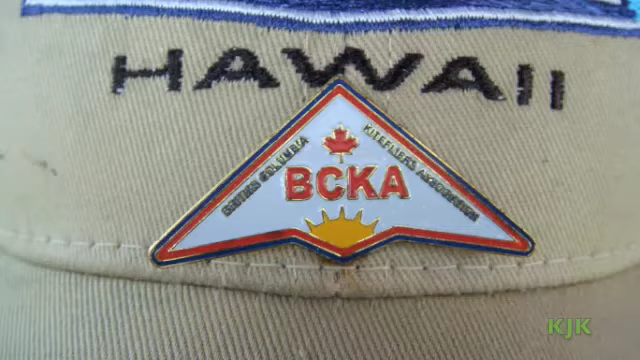 HAWAII
BRITISH COLUMBIA
KITEFLIERS ASSOCIATION
BCKA
KJK